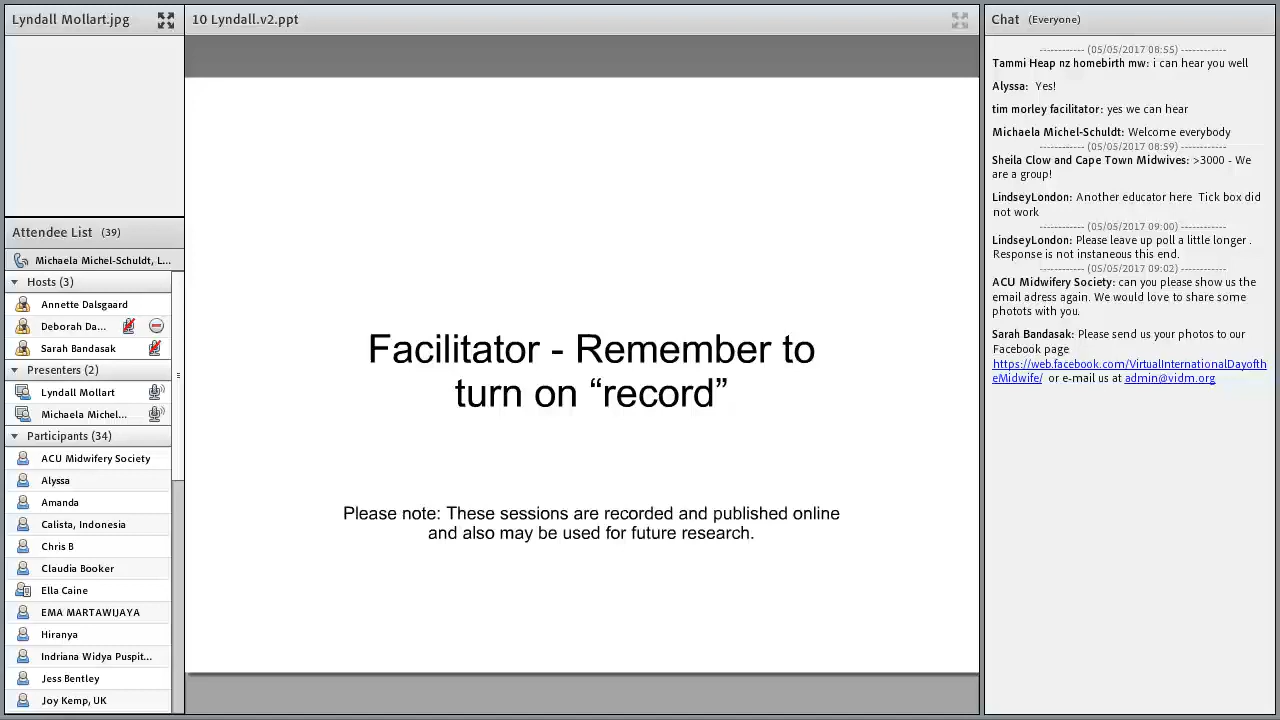 Lyndall Mollart.jpg
Attendee List (39)
Michaela Michel-Schuldt, L...
Hosts (3)
Annette Dalsgaard
Deborah Da...
Sarah Bandasak
Presenters (2)
Lyndall Mollart
Michaela Michel...
Participants (34)
ACU Midwifery Society
Alyssa
Amanda
Calista, Indonesia
Chris B
Claudia Booker
Ella Caine
EMA MARTAWIJAYA
Hiranya
Indriana Widya Puspit...
Jess Bentley
Joy Kemp, UK
10 Lyndall.v2.ppt
Facilitator - Remember to
turn on “record”
Please note: These sessions are recorded and published online
and also may be used for future research.
Chat (Everyone)
------------ (05/05/2017 08:55) ------------
Tammi Heap nz homebirth mw: i can hear you well
Alyssa: Yes!
tim morley facilitator: yes we can hear
Michaela Michel-Schuldt: Welcome everybody
------------ (05/05/2017 08:59) ------------
Sheila Clow and Cape Town Midwives: >3000 - We
are a group!
LindseyLondon: Another educator here Tick box did
not work
------------ (05/05/2017 09:00) ------------
LindseyLondon: Please leave up poll a little longer .
Response is not instaneous this end.
------------ (05/05/2017 09:02) ------------
ACU Midwifery Society: can you please show us the
email adress again. We would love to share some
photots with you.
Sarah Bandasak: Please send us your photos to our
Facebook page
https://web.facebook.com/VirtualInternationalDayofth
eMidwife/ or e-mail us at admin@vidm.org